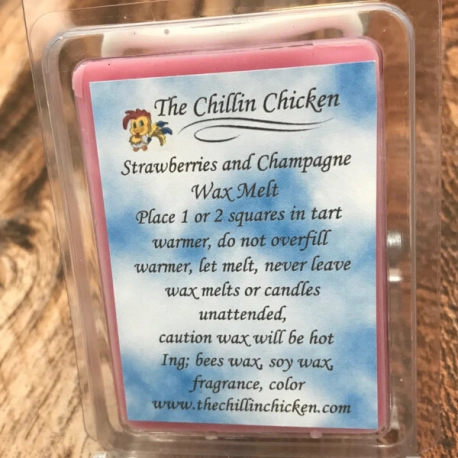 The Chillin Chicken
Strawberries and Champagne
Wax Melt
Place 1 or 2 squares in tart
warmer, do not overfill
warmer, let melt, never leave
wax melts or candles
unattended,
caution wax will be hot
Ing; bees wax, soy wax,
fragrance, color
www.thechillinchicken.com